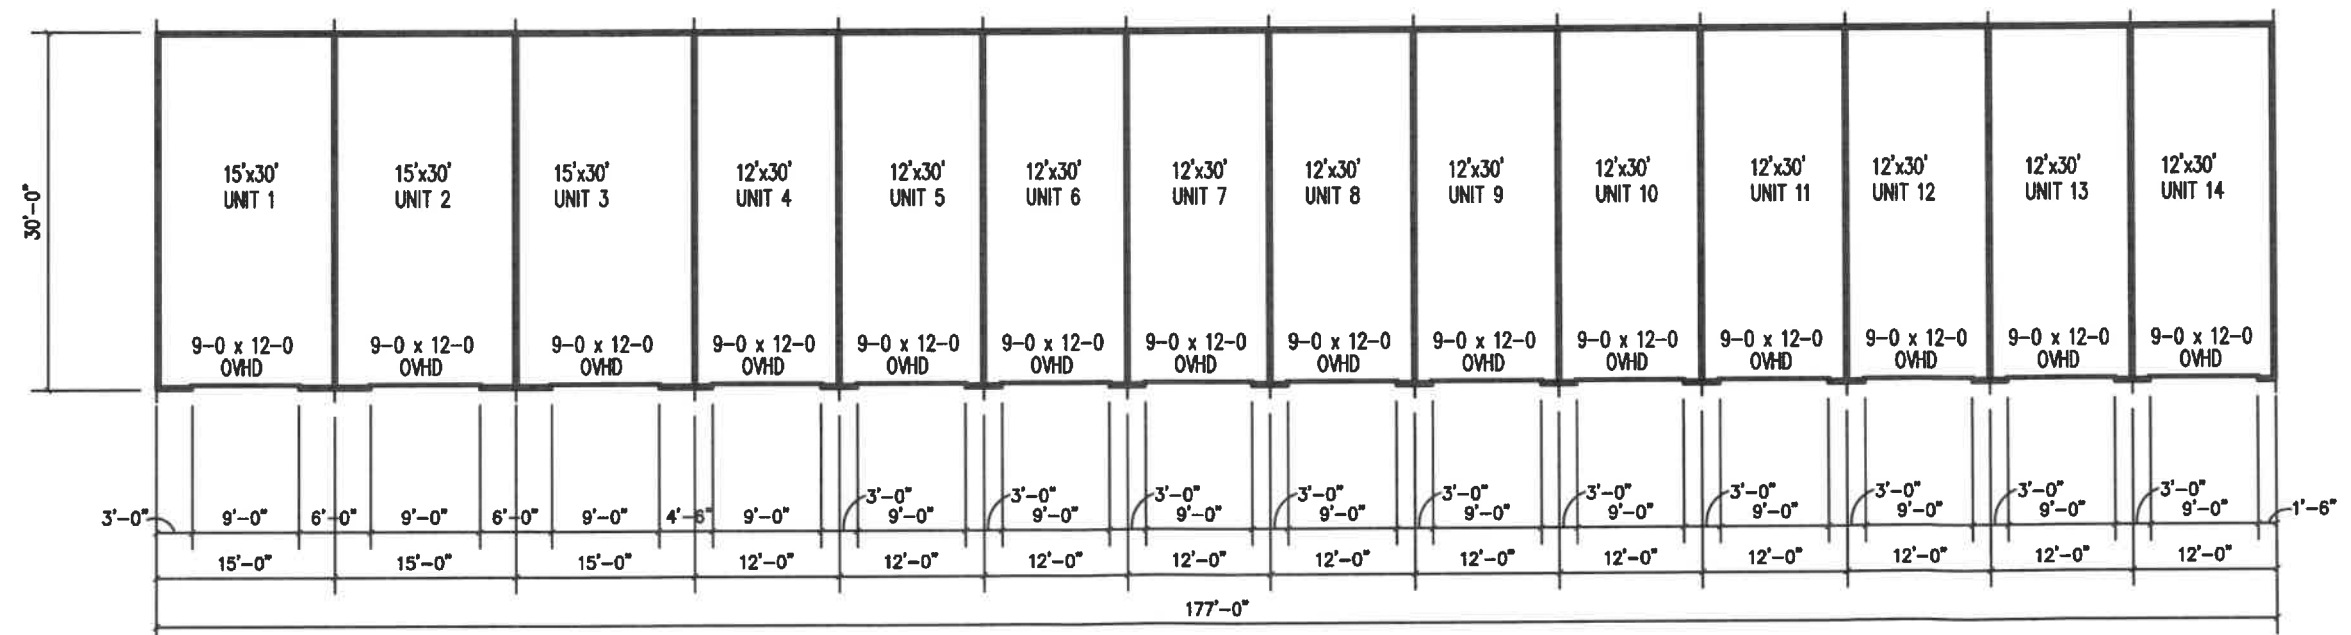 15'x30'
UNIT 1
15'x30'
UNIT 2
15'x30'
UNIT 3
12'x30'
UNIT 4
12'x30'
UNIT 5
12'x30'
UNIT 6
12'x30'
UNIT 7
12'x30'
UNIT 8
12'x30'
UNIT 9
12'x30'
UNIT 10
12'x30'
UNIT 11
12'x30'
UNIT 12
12'x30'
UNIT 13
12'x30'
UNIT 14
30'-0"
9-0 x 12-0
OVHD
9-0 x 12-0
OVHD
9-0 x 12-0
OVHD
9-0 x 12-0
OVHD
9-0 x 12-0
OVHD
9-0 x 12-0
OVHD
9-0 x 12-0
OVHD
9-0 x 12-0
OVHD
9-0 x 12-0
OVHD
9-0 x 12-0
OVHD
9-0 x 12-0
OVHD
9-0 x 12-0
OVHD
9-0 x 12-0
OVHD
9-0 x 12-0
OVHD
3'-0" 3'-0" 3'-0" 3'-0" 3'-0" 3'-0" 3'-0" 3'-0" 3'-0" 3'-0"
3'-0" 9'-0" 6'-0" 9'-0" 6'-0" 9'-0" 4'-6" 9'-0" 9'-0" 9'-0" 9'-0" 9'-0" 9'-0" 9'-0" 9'-0" 9'-0" 9'-0" 9'-0" 1'-6"
15'-0" 15'-0" 15'-0" 12'-0" 12'-0" 12'-0" 12'-0" 12'-0" 12'-0" 12'-0" 12'-0" 12'-0" 12'-0" 12'-0"
177'-0"